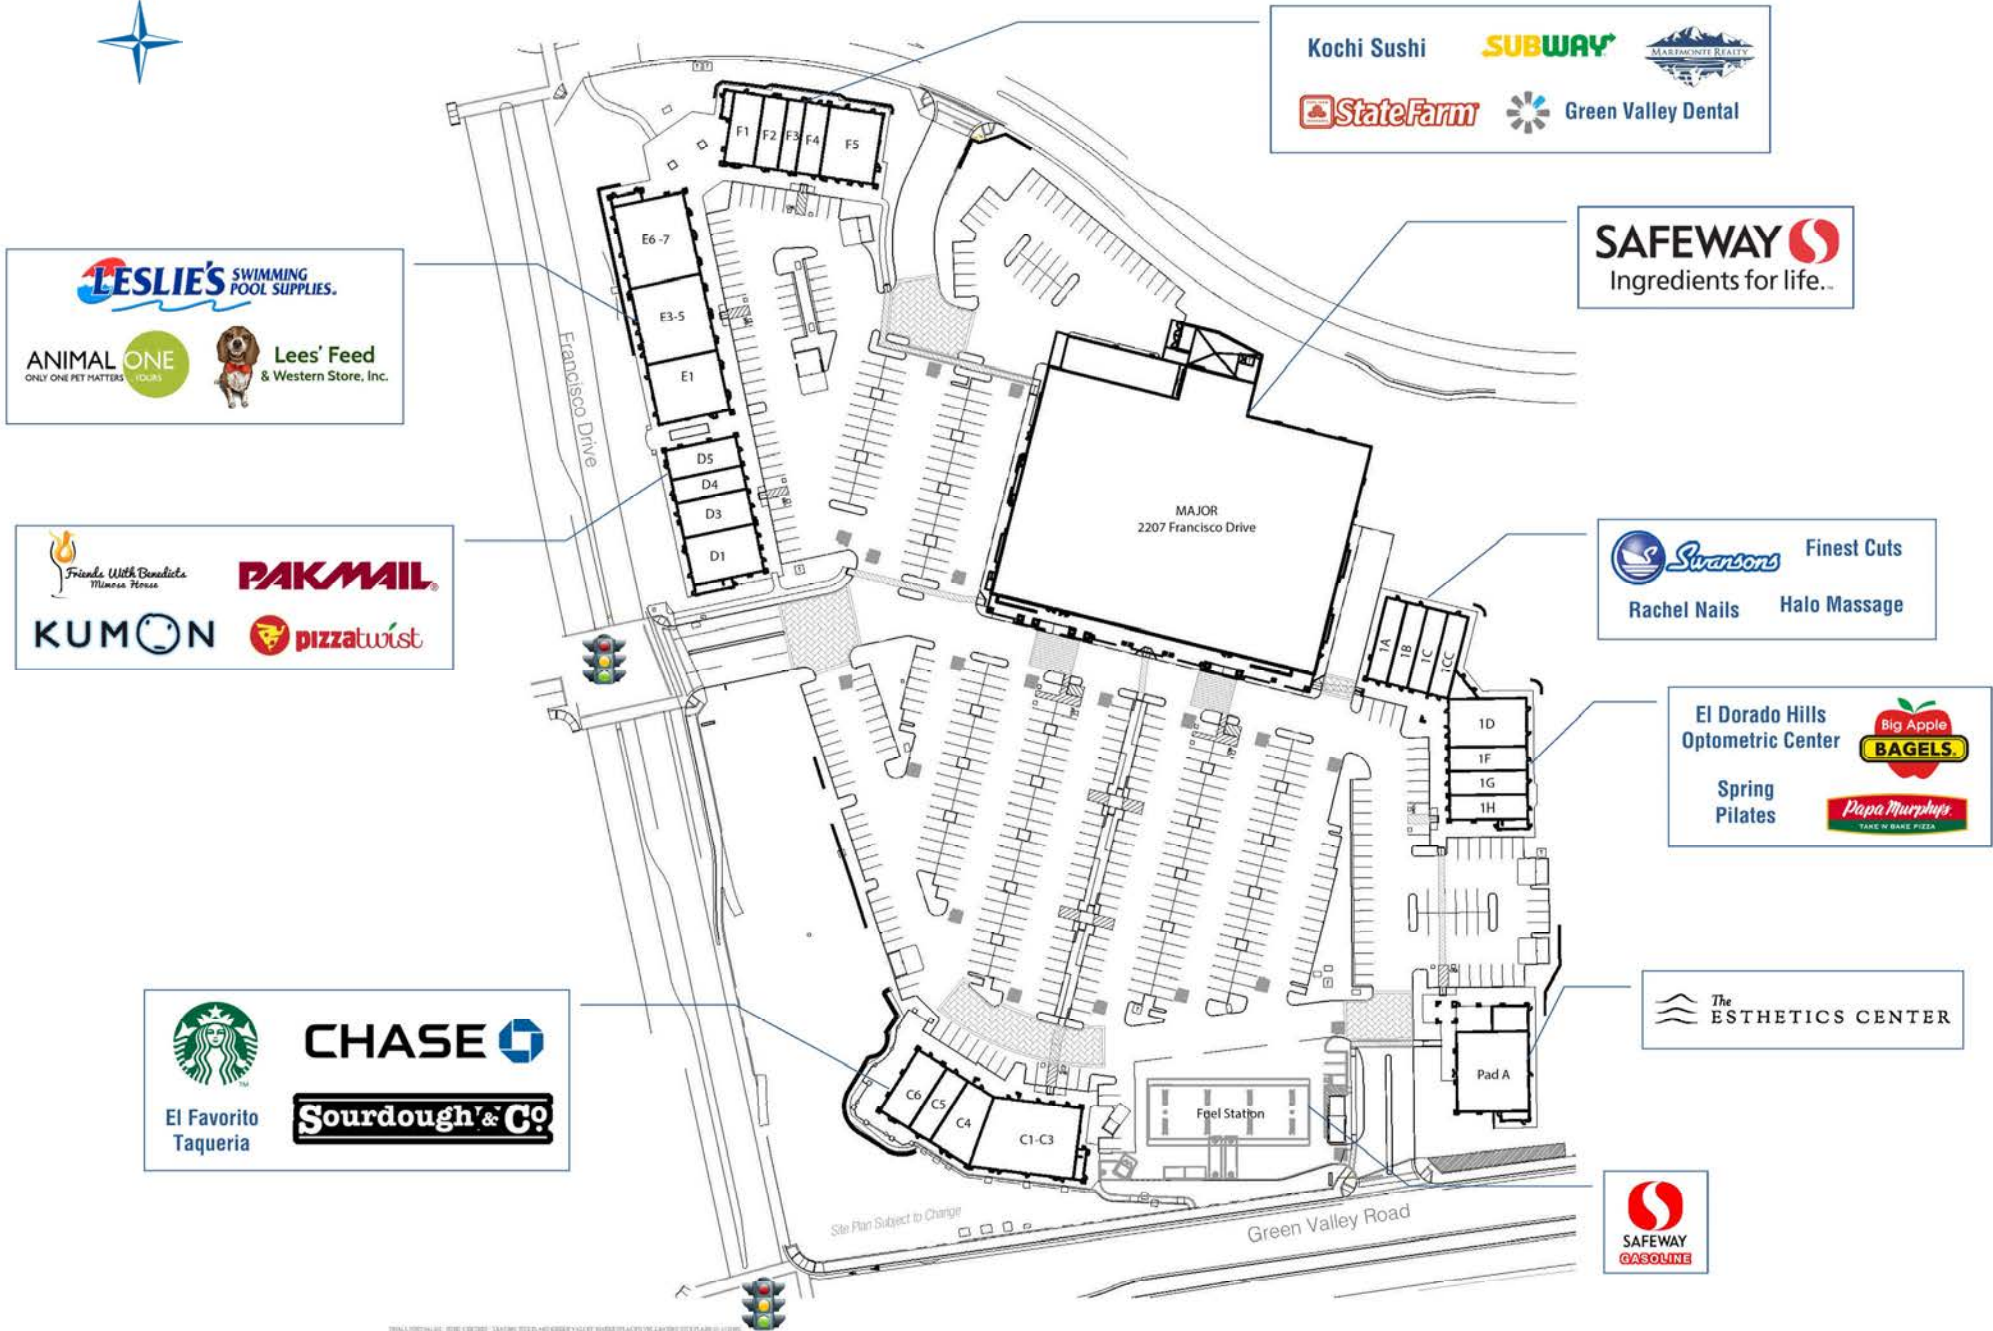 Kochi Sushi
SUBWAY
MAREMONTE REALTY
StateFarm
Green Valley Dental
F1
F2
F3
F4
F5
SAFEWAY
Ingredients for life.
E6 -7
E3-5
E1
LESLIE'S SWIMMING
POOL SUPPLIES.
ANIMAL ONE
ONLY ONE PET MATTERS...YOURS
Lees' Feed
& Western Store, Inc.
Francisco Drive
D5
D4
D3
D1
MAJOR
2207 Francisco Drive
Friends With Benedicts
Mimosa House
PAKMAIL
KUMON
pizzatwist
Swansons
Finest Cuts
Rachel Nails
Halo Massage
1A
1B
1C
1CC
1D
1F
1G
1H
El Dorado Hills
Optometric Center
Big Apple
BAGELS.
Spring
Pilates
Papa Murphy's
TAKE 'N' BAKE PIZZA
The
ESTHETICS CENTER
Pad A
CHASE
TM
El Favorito
Taqueria
Sourdough & Co
C6
C5
C4
C1-C3
Fuel Station
Site Plan Subject to Change
Green Valley Road
SAFEWAY
GASOLINE